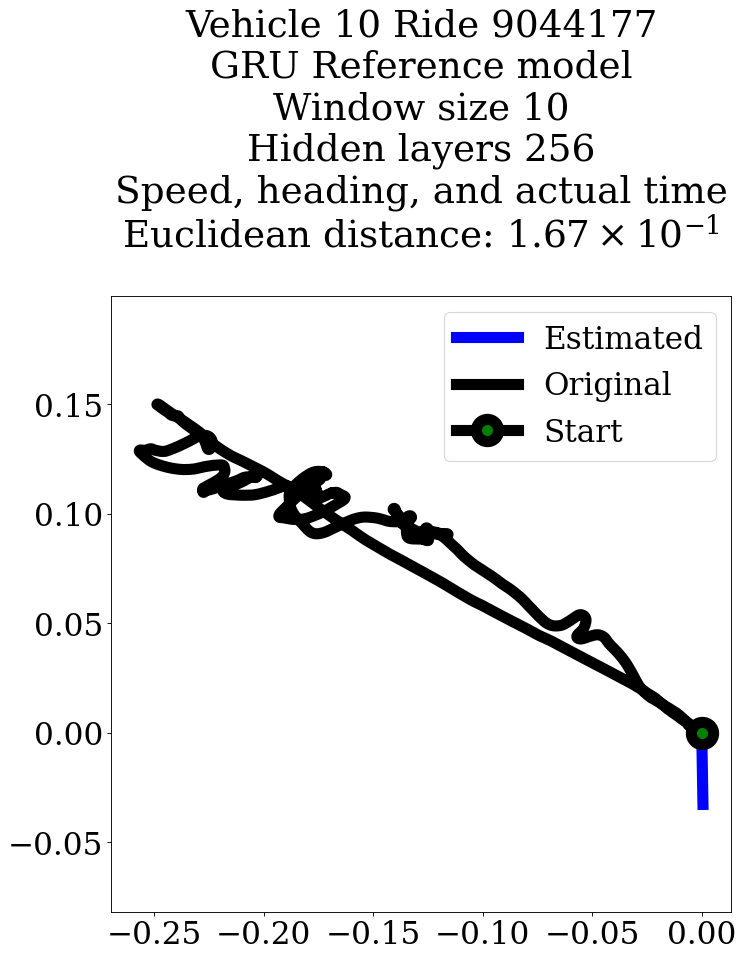 Vehicle 10 Ride 9044177
GRU Reference model
Window size 10
Hidden layers 256
Speed, heading, and actual time
Euclidean distance: 1.67 × 10⁻¹
Estimated
Original
Start
0.15
0.10
0.05
0.00
−0.05
−0.25 −0.20 −0.15 −0.10 −0.05 0.00